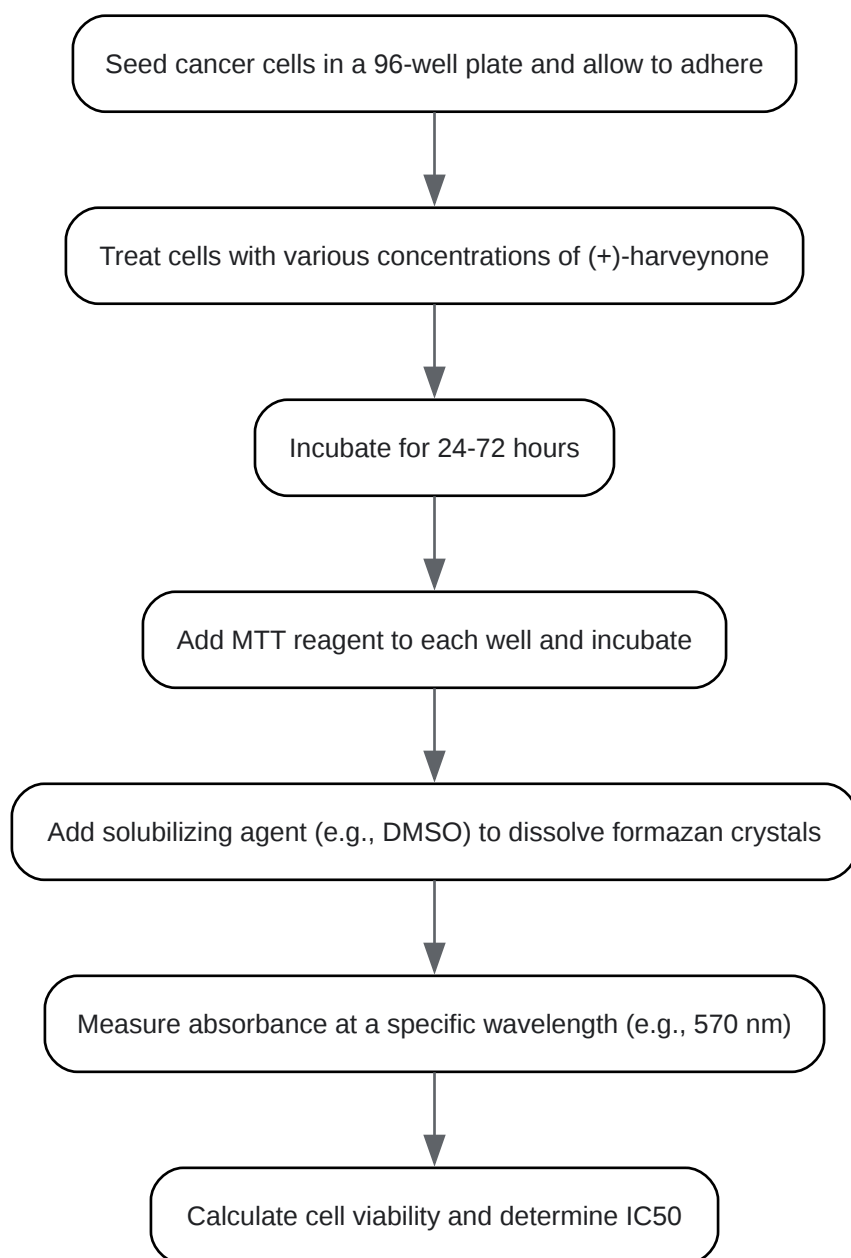 Seed cancer cells in a 96-well plate and allow to adhere
Treat cells with various concentrations of (+)-harveynone
Incubate for 24-72 hours
Add MTT reagent to each well and incubate
Add solubilizing agent (e.g., DMSO) to dissolve formazan crystals
Measure absorbance at a specific wavelength (e.g., 570 nm)
Calculate cell viability and determine IC50